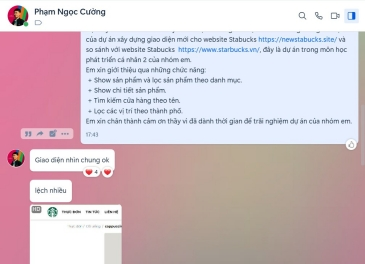 Phạm Ngọc Cường
của dự án xây dựng giao diện mới cho website Stabucks https://newstabucks.site/ và
so sánh với website Stabucks https://www.starbucks.vn/, đây là dự án trong môn học
phát triển cá nhân 2 của nhóm em.
Em xin giới thiệu qua những chức năng:
+ Show sản phẩm và lọc sản phẩm theo danh mục.
+ Show chi tiết sản phẩm.
+ Tìm kiếm cửa hàng theo tên.
+ Lọc các vị trí theo thành phố.
Em xin chân thành cảm ơn thầy vì đã dành thời gian để trải nghiệm dự án của nhóm em.
17:43
Giao diện nhìn chung ok
4
lệch nhiều
THỰC ĐƠN TIN TỨC LIÊN HỆ